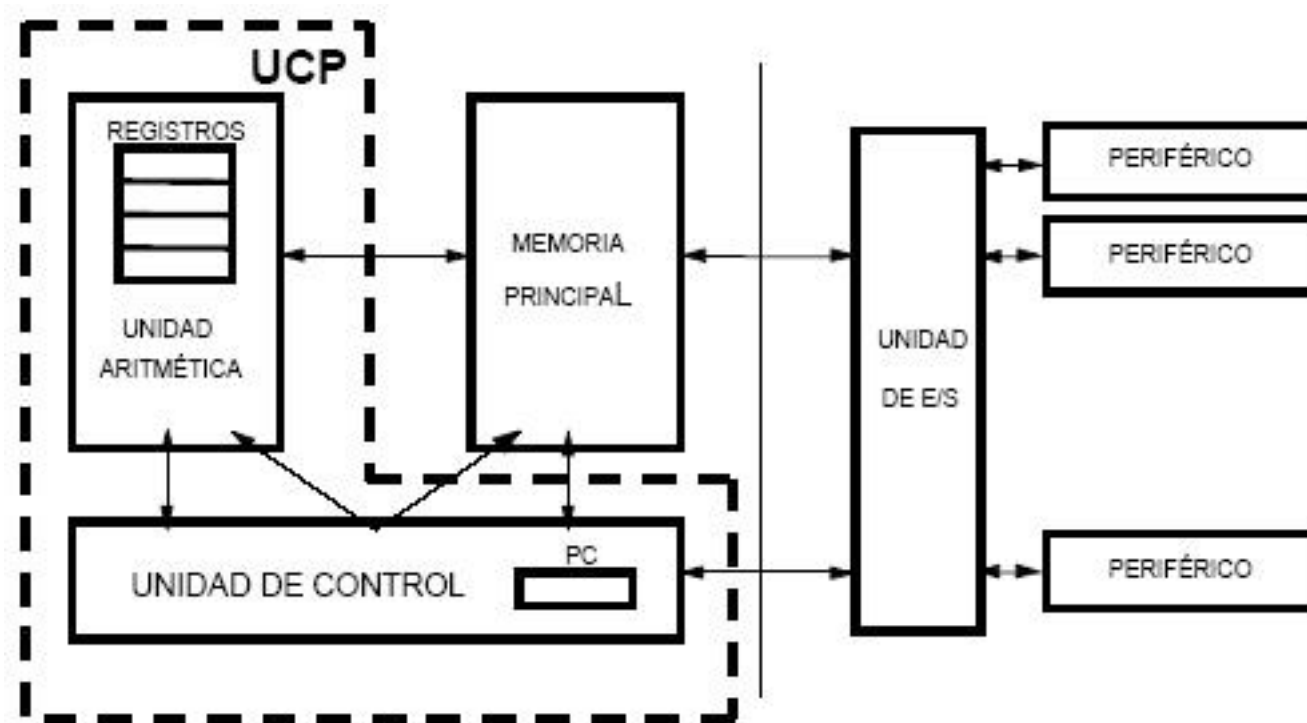 UCP
REGISTROS
UNIDAD
ARITMÉTICA
MEMORIA
PRINCIPAL
UNIDAD DE CONTROL
PC
UNIDAD
DE E/S
PERIFÉRICO
PERIFÉRICO
PERIFÉRICO